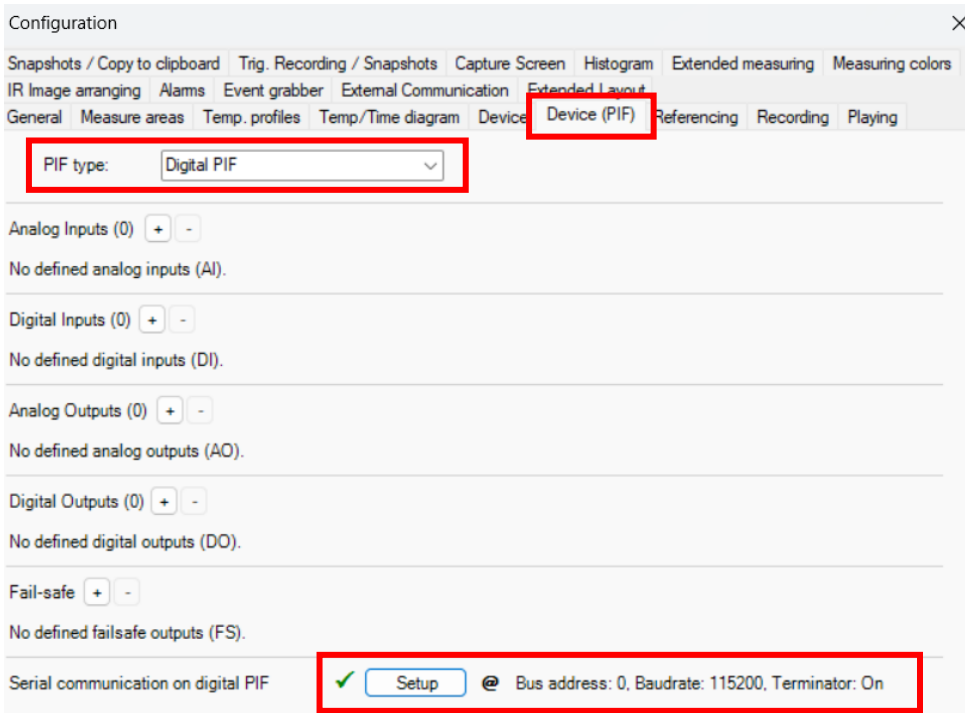 Configuration
Snapshots / Copy to clipboard Trig. Recording / Snapshots Capture Screen Histogram Extended measuring Measuring colors
IR Image arranging Alarms Event grabber External Communication Extended Layout
General Measure areas Temp. profiles Temp/Time diagram Device Device (PIF) Referencing Recording Playing
PIF type: Digital PIF
Analog Inputs (0) + -
No defined analog inputs (AI).
Digital Inputs (0) + -
No defined digital inputs (DI).
Analog Outputs (0) + -
No defined analog outputs (AO).
Digital Outputs (0) + -
No defined digital outputs (DO).
Fail-safe + -
No defined failsafe outputs (FS).
Serial communication on digital PIF ✓ Setup @ Bus address: 0, Baudrate: 115200, Terminator: On